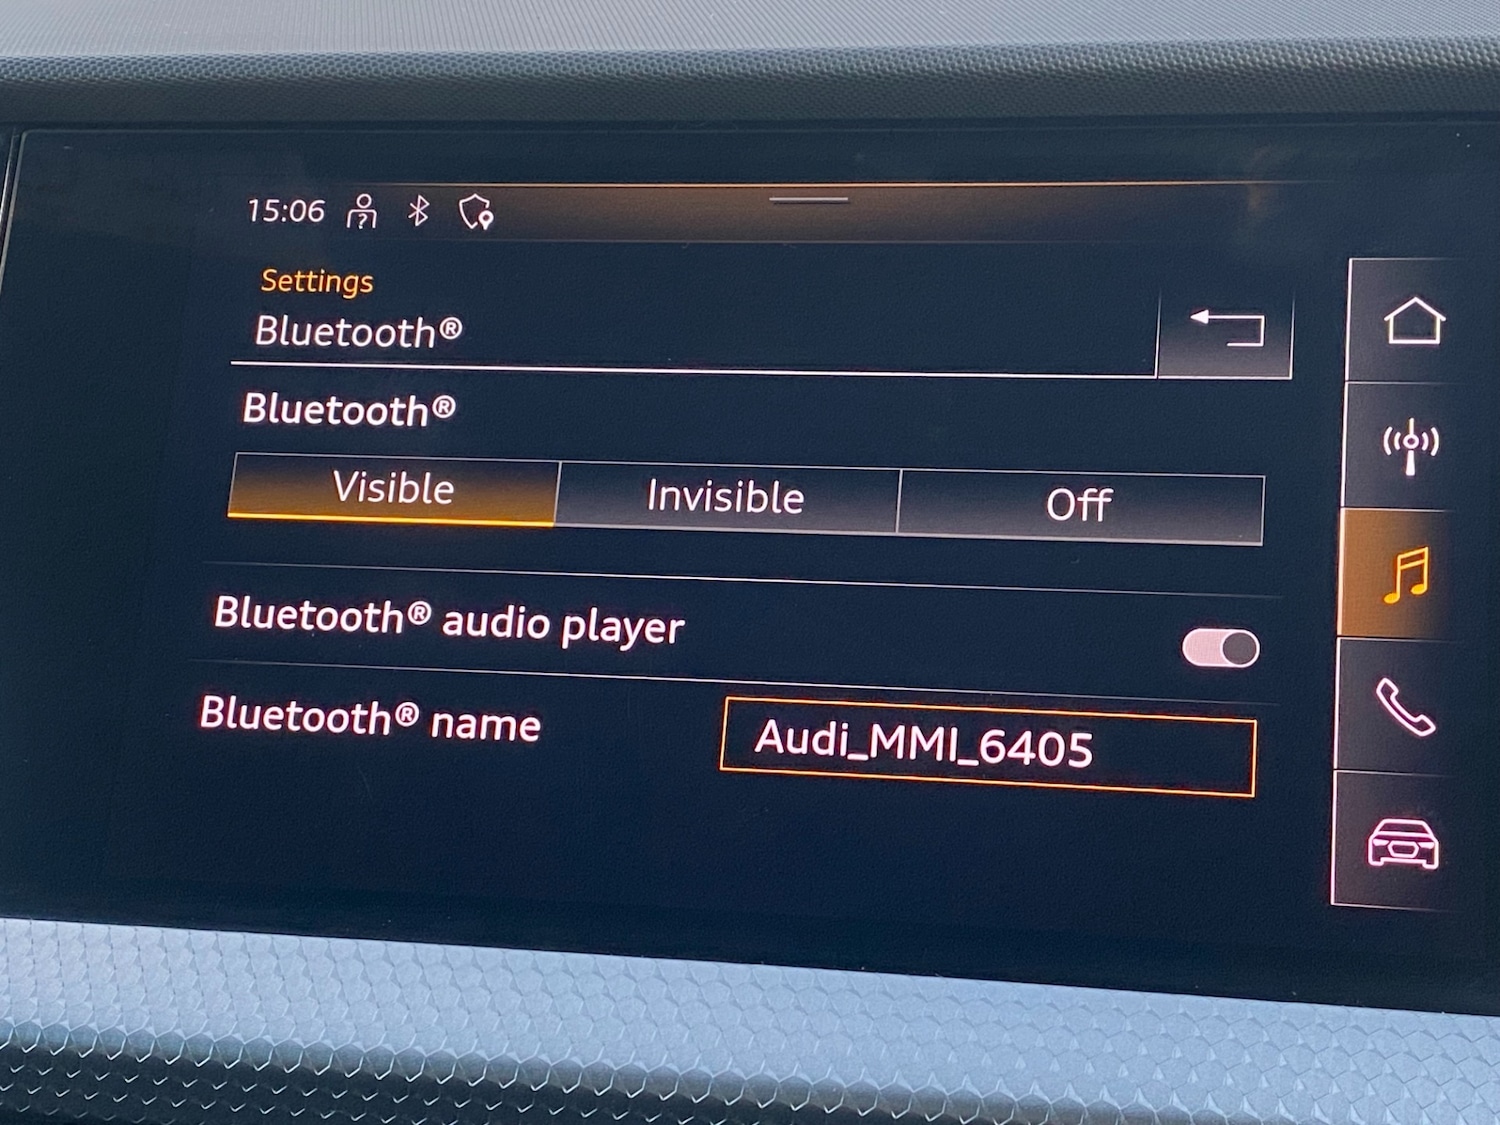 15:06
Settings
Bluetooth®
Bluetooth®
Visible Invisible Off
Bluetooth® audio player
Bluetooth® name Audi_MMI_6405